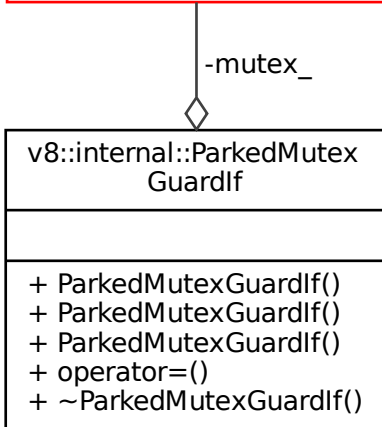 -mutex_
v8::internal::ParkedMutex
GuardIf
+ ParkedMutexGuardIf()
+ ParkedMutexGuardIf()
+ ParkedMutexGuardIf()
+ operator=()
+ ~ParkedMutexGuardIf()